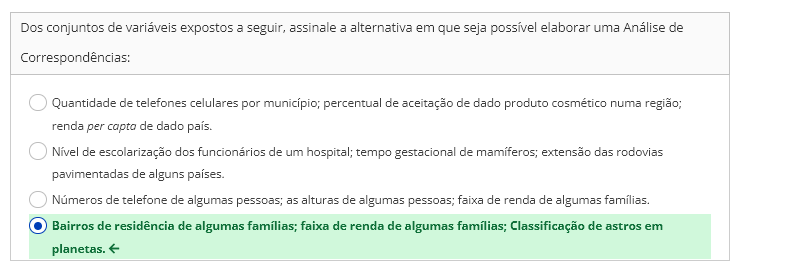 Dos conjuntos de variáveis expostos a seguir, assinale a alternativa em que seja possível elaborar uma Análise de
Correspondências:
Quantidade de telefones celulares por município; percentual de aceitação de dado produto cosmético numa região;
renda per capta de dado país.
Nível de escolarização dos funcionários de um hospital; tempo gestacional de mamíferos; extensão das rodovias
pavimentadas de alguns países.
Números de telefone de algumas pessoas; as alturas de algumas pessoas; faixa de renda de algumas famílias.
Bairros de residência de algumas famílias; faixa de renda de algumas famílias; Classificação de astros em
planetas. ←